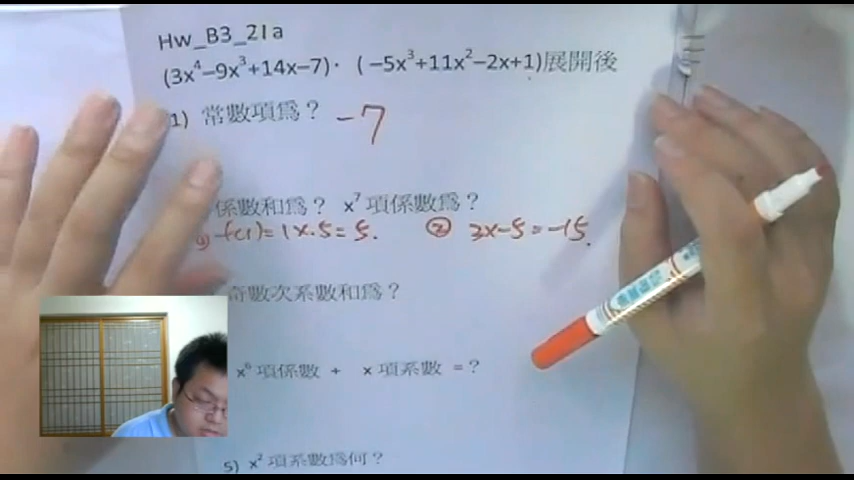 Hw_B3_21a
(3x⁴-9x³+14x-7)· (-5x³+11x²-2x+1)展開後
1) 常數項爲? -7
係數和爲? x⁷項係數爲?
f(1)=1×5=5. ② 3×-5=-15.
奇數次系數和爲?
x⁶項係數 + x項系數 =?
5) x²項系數爲何?